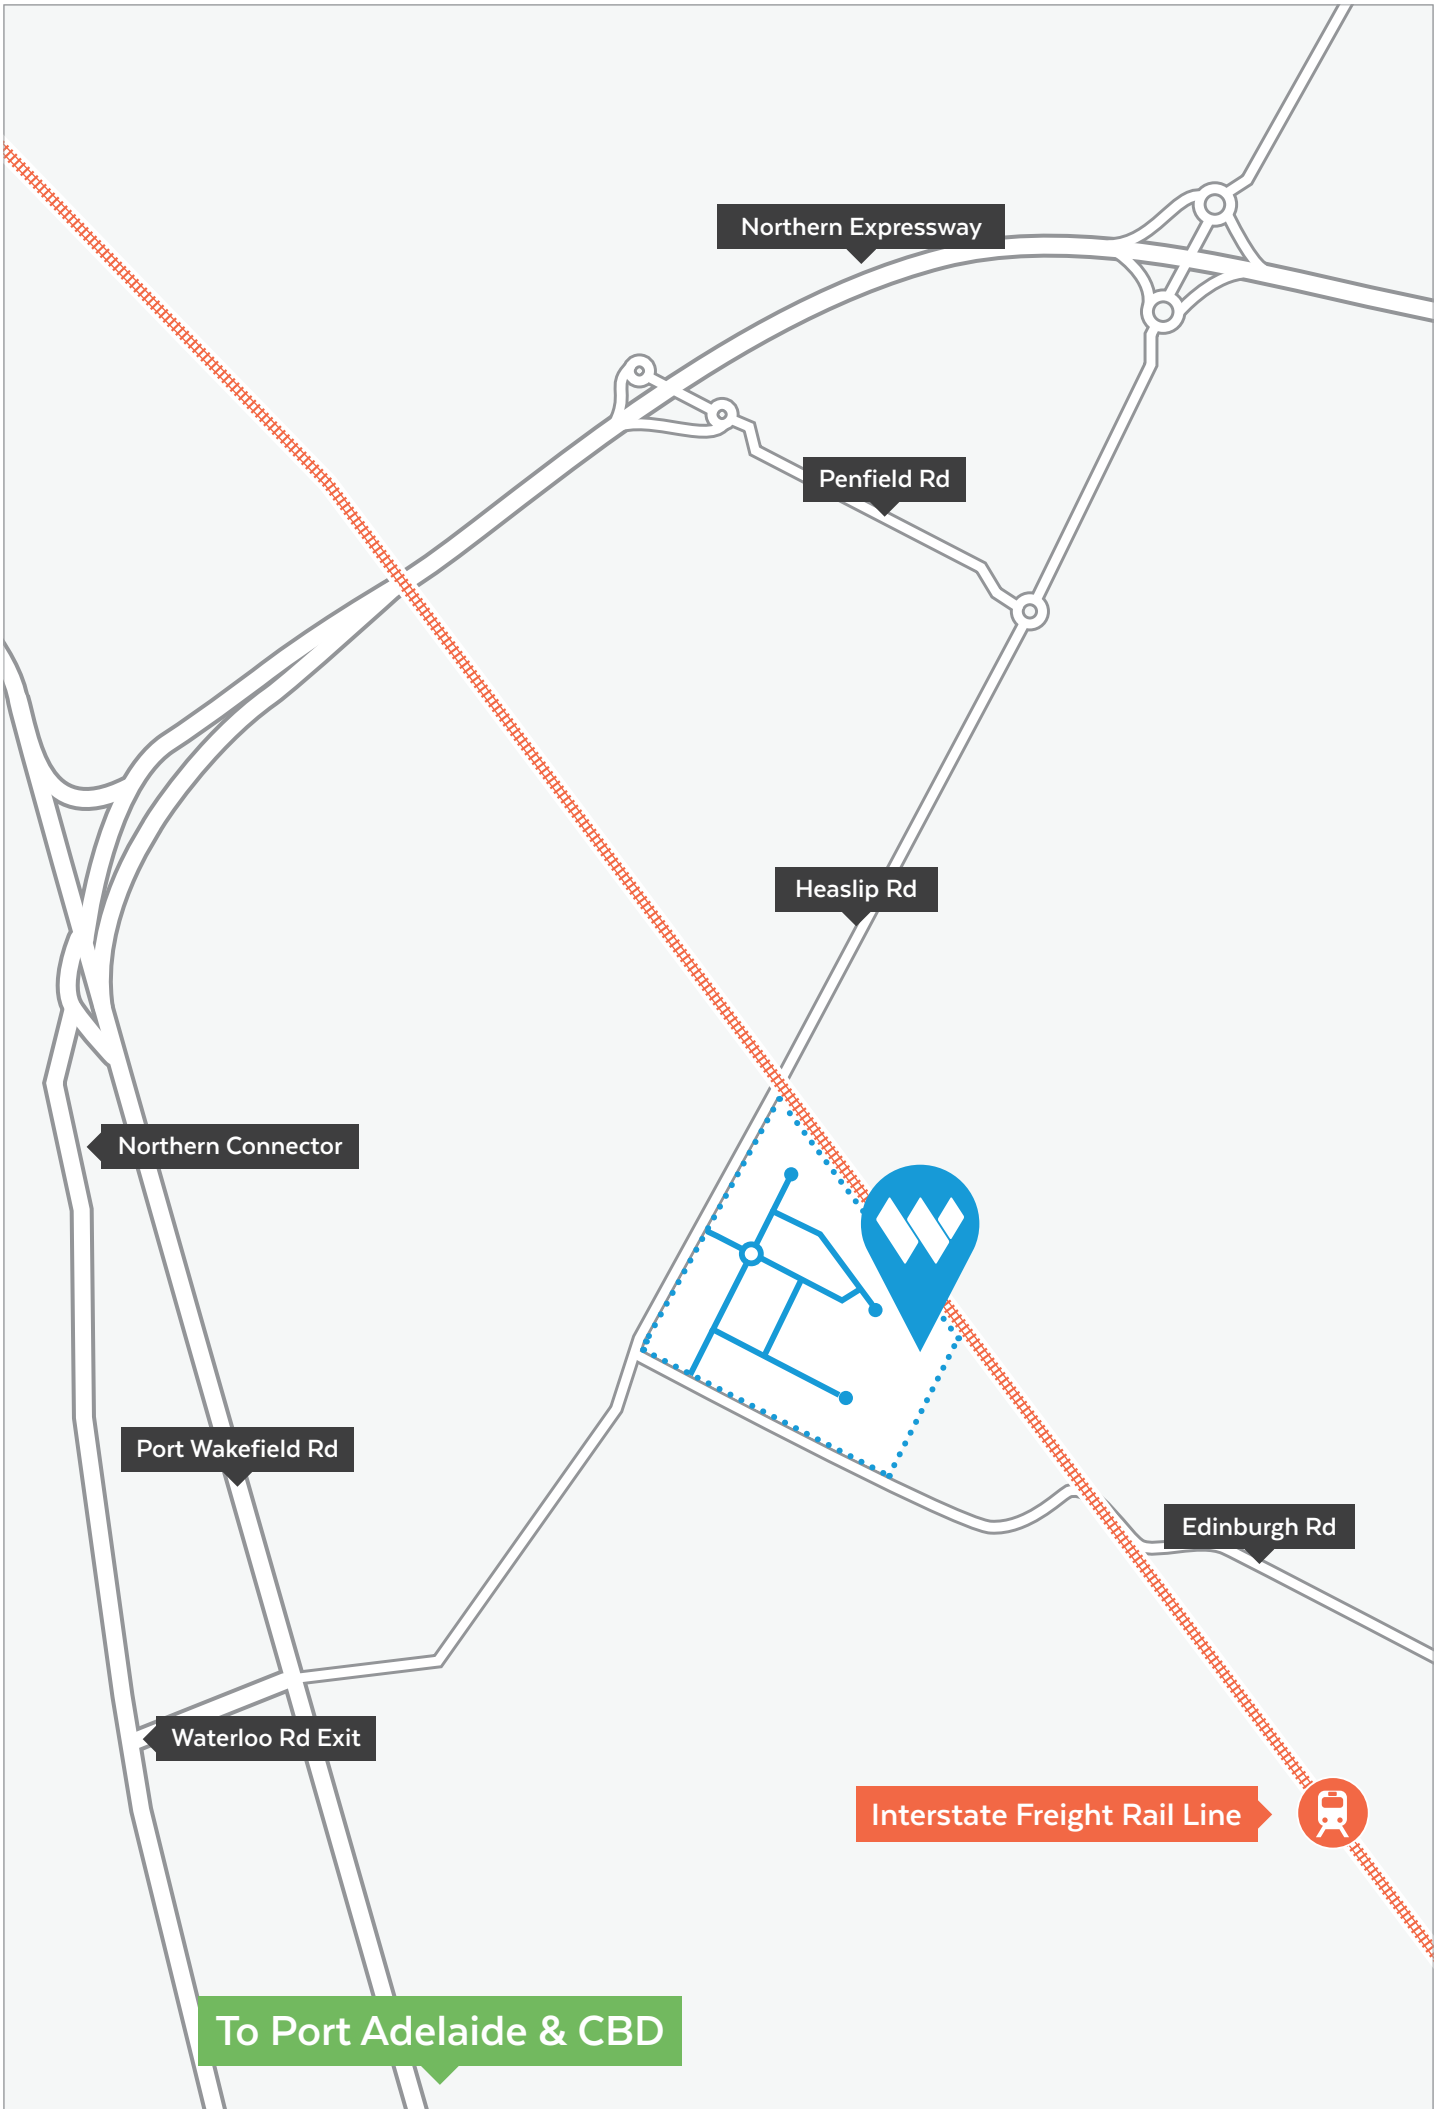 Northern Expressway
Penfield Rd
Heaslip Rd
Northern Connector
Port Wakefield Rd
Edinburgh Rd
Waterloo Rd Exit
Interstate Freight Rail Line
To Port Adelaide & CBD